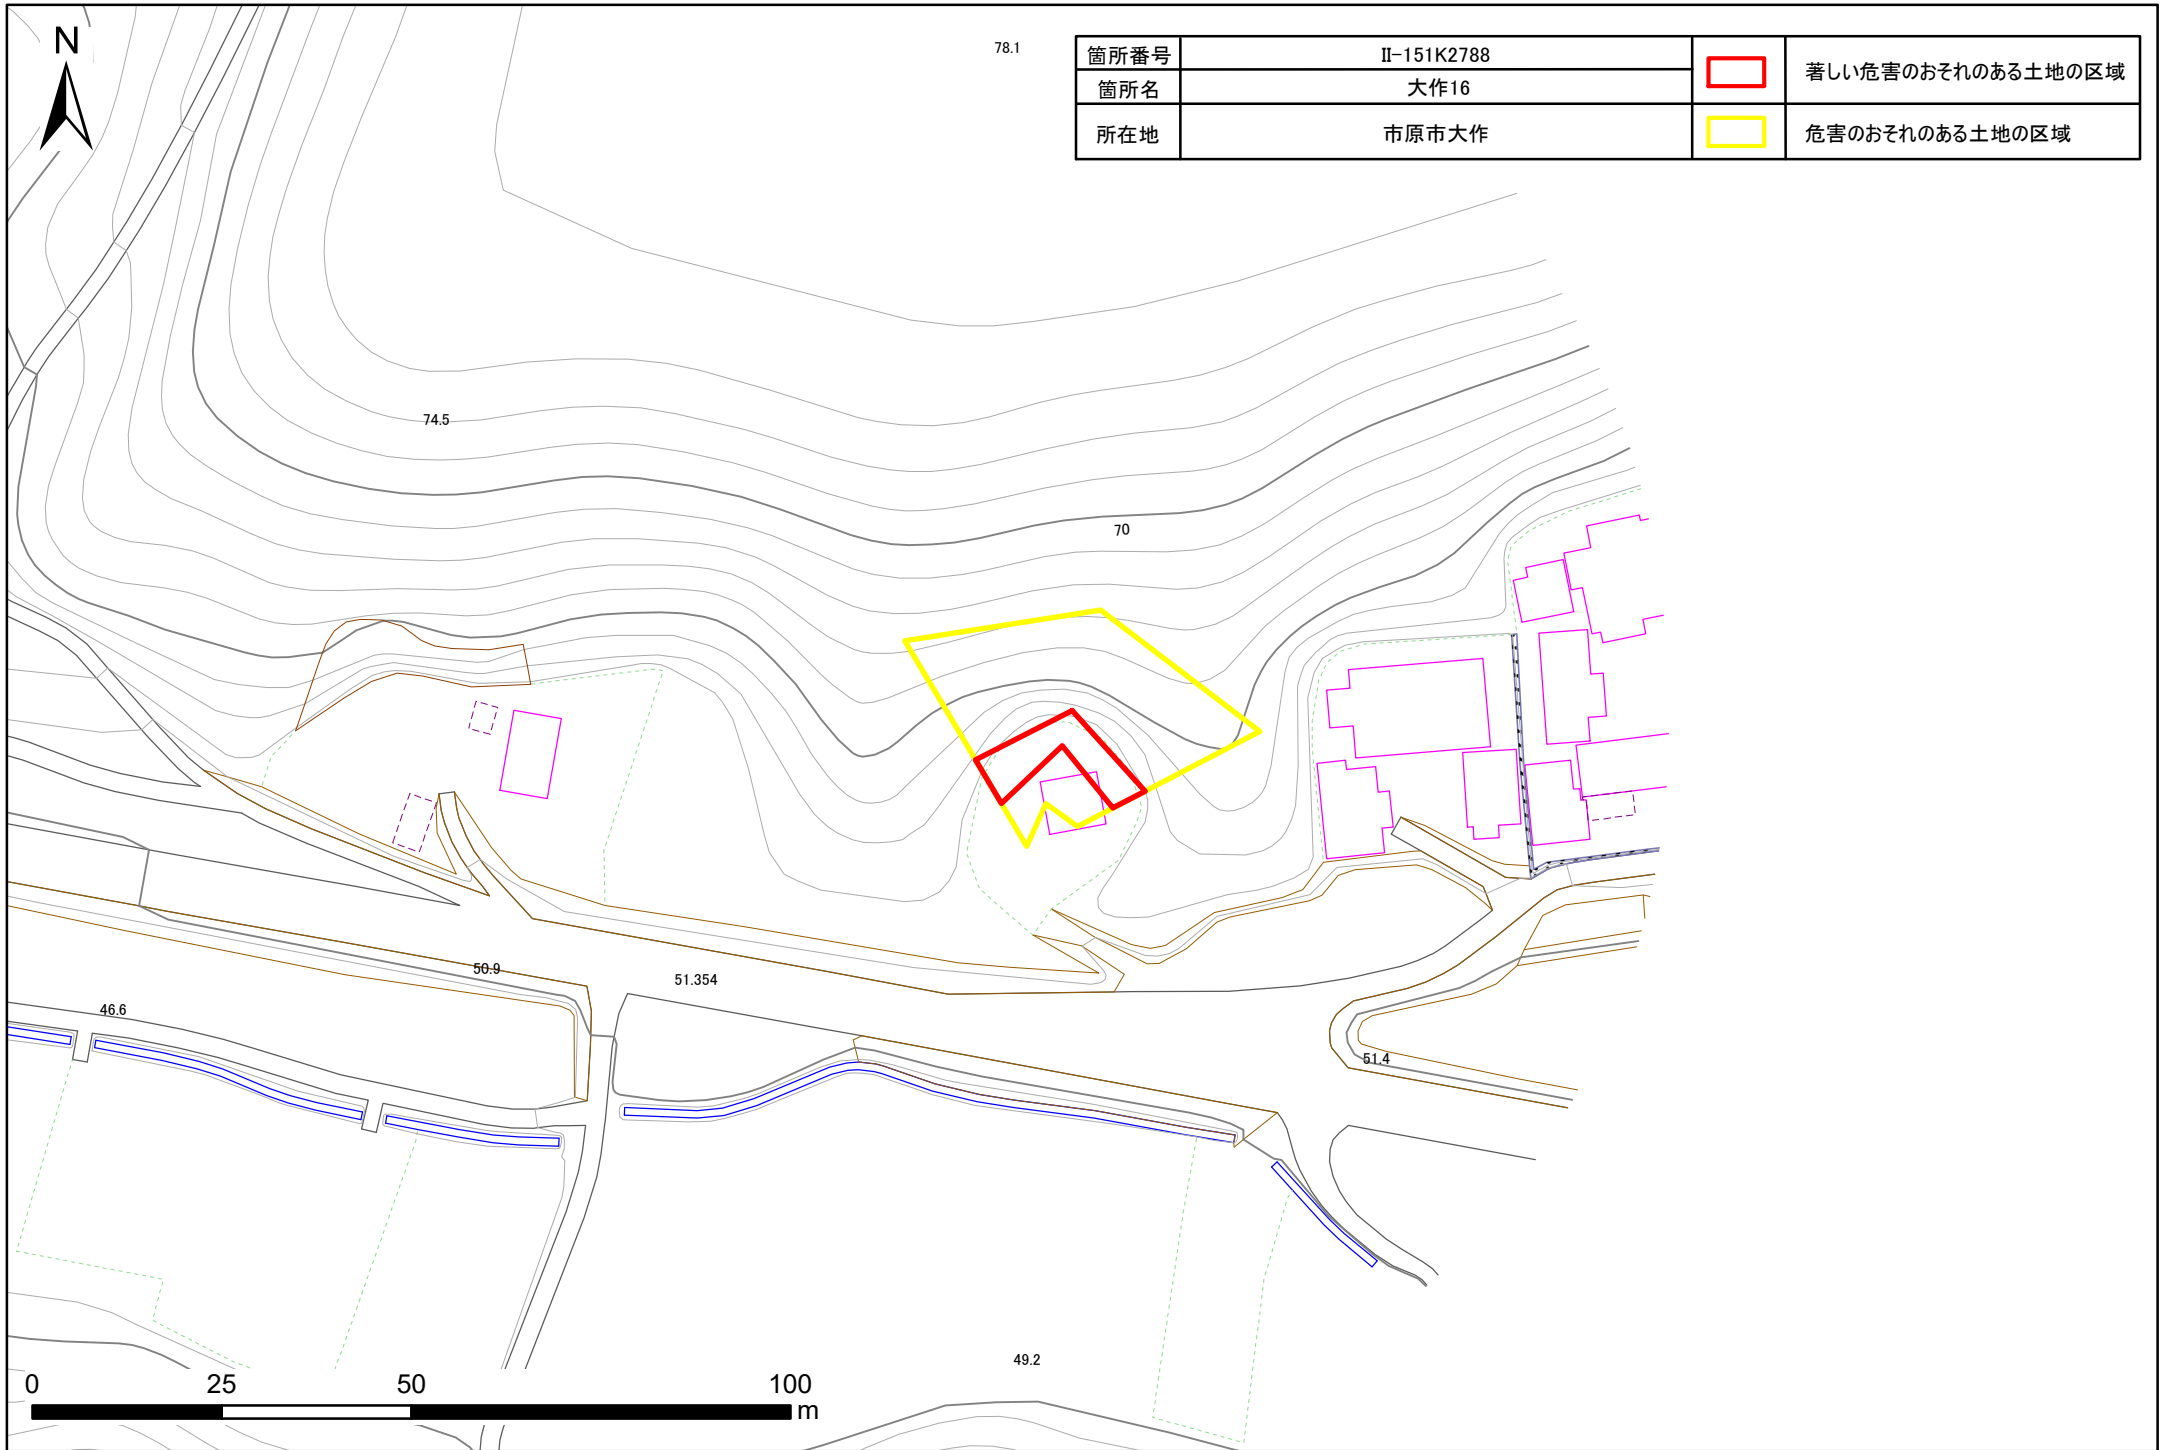 N
78.1
箇所番号 II-151K2788
箇所名 大作16
所在地 市原市大作
著しい危害のおそれのある土地の区域
危害のおそれのある土地の区域
74.5
70
50.9
51.354
46.6
51.4
49.2
0 25 50 100
m